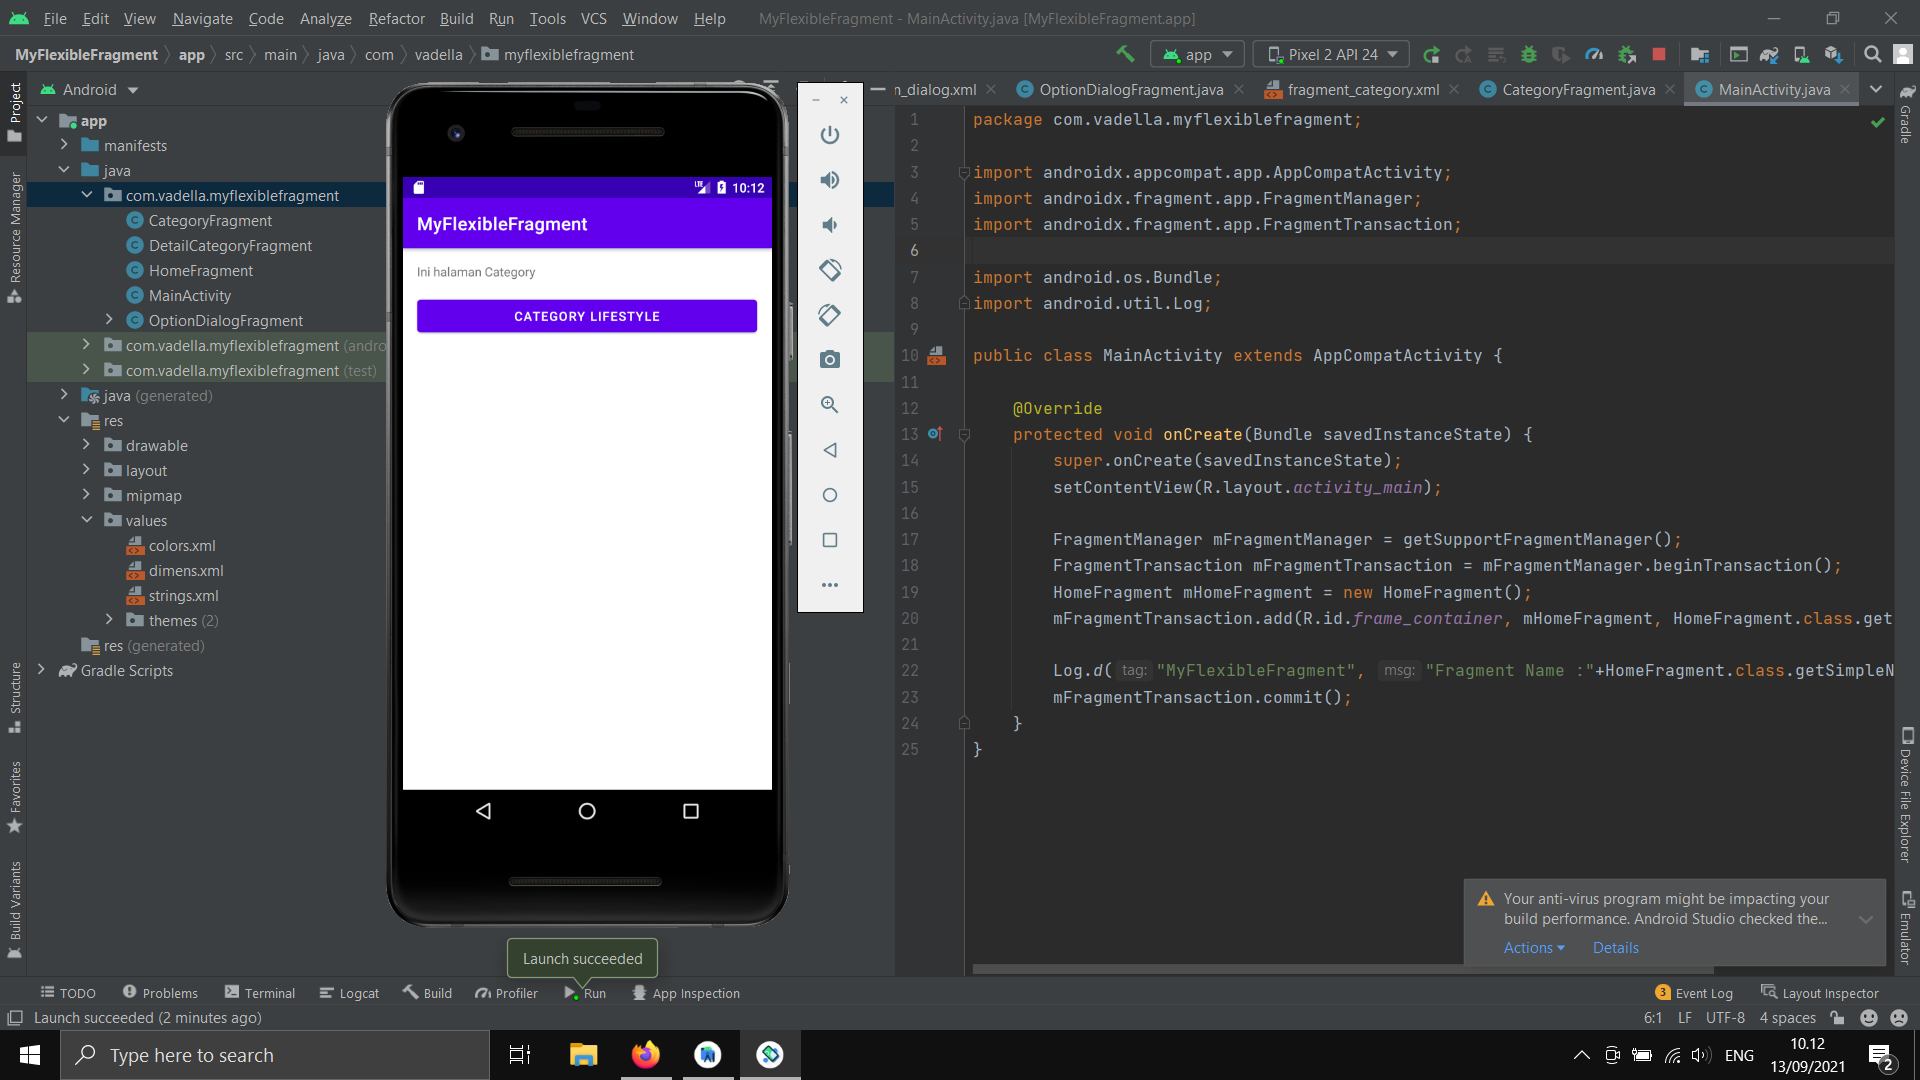 File Edit View Navigate Code Analyze Refactor Build Run Tools VCS Window Help MyFlexibleFragment - MainActivity.java [MyFlexibleFragment.app]
MyFlexibleFragment app src main java com vadella myflexiblefragment app Pixel 2 API 24
Android
n_dialog.xml OptionDialogFragment.java fragment_category.xml CategoryFragment.java MainActivity.java
Project
Resource Manager
Structure
Favorites
Build Variants
app
manifests
java
com.vadella.myflexiblefragment
CategoryFragment
DetailCategoryFragment
HomeFragment
MainActivity
OptionDialogFragment
com.vadella.myflexiblefragment (andro
com.vadella.myflexiblefragment (test)
java (generated)
res
drawable
layout
mipmap
values
colors.xml
dimens.xml
strings.xml
themes (2)
res (generated)
Gradle Scripts
LTE 10:12
MyFlexibleFragment
Ini halaman Category
CATEGORY LIFESTYLE
Launch succeeded
1 package com.vadella.myflexiblefragment;
2
3 import androidx.appcompat.app.AppCompatActivity;
4 import androidx.fragment.app.FragmentManager;
5 import androidx.fragment.app.FragmentTransaction;
6
7 import android.os.Bundle;
8 import android.util.Log;
9
10 public class MainActivity extends AppCompatActivity {
11
12 @Override
13 protected void onCreate(Bundle savedInstanceState) {
14 super.onCreate(savedInstanceState);
15 setContentView(R.layout.activity_main);
16
17 FragmentManager mFragmentManager = getSupportFragmentManager();
18 FragmentTransaction mFragmentTransaction = mFragmentManager.beginTransaction();
19 HomeFragment mHomeFragment = new HomeFragment();
20 mFragmentTransaction.add(R.id.frame_container, mHomeFragment, HomeFragment.class.get
21
22 Log.d( tag: "MyFlexibleFragment", msg: "Fragment Name :"+HomeFragment.class.getSimpleN
23 mFragmentTransaction.commit();
24 }
25 }
Gradle
Device File Explorer
Emulator
Your anti-virus program might be impacting your
build performance. Android Studio checked the...
Actions Details
TODO Problems Terminal Logcat Build Profiler Run App Inspection 3 Event Log Layout Inspector
Launch succeeded (2 minutes ago) 6:1 LF UTF-8 4 spaces
Type here to search
ENG
10.12
13/09/2021
2